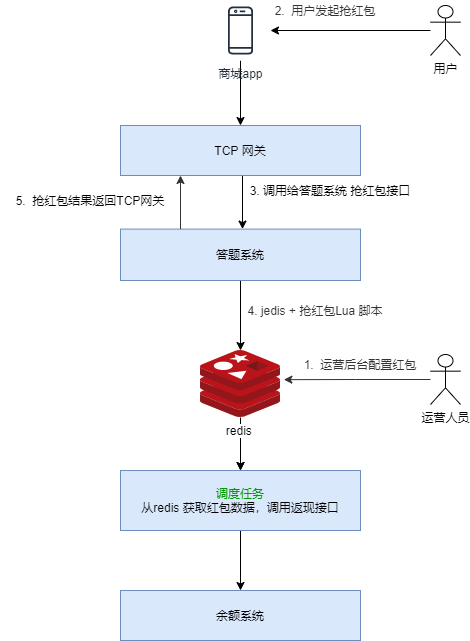 2. 用户发起抢红包
用户
商城app
TCP 网关
5. 抢红包结果返回TCP网关
3. 调用给答题系统 抢红包接口
答题系统
4. jedis + 抢红包Lua 脚本
1. 运营后台配置红包
运营人员
redis
调度任务
从redis 获取红包数据，调用返现接口
余额系统